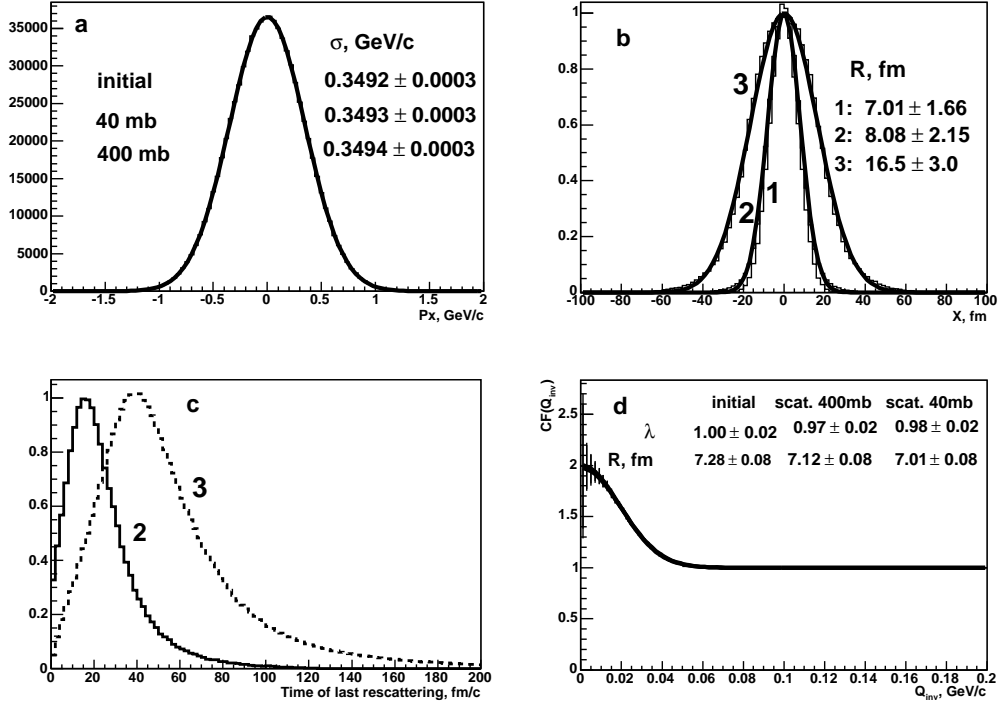 a
σ, GeV/c
initial
0.3492 ± 0.0003
40 mb
0.3493 ± 0.0003
400 mb
0.3494 ± 0.0003
35000
30000
25000
20000
15000
10000
5000
0
-2 -1.5 -1 -0.5 0 0.5 1 1.5 2
Px, GeV/c
b
R, fm
1: 7.01 ± 1.66
2: 8.08 ± 2.15
3: 16.5 ± 3.0
3
2
1
1
0.8
0.6
0.4
0.2
0
-100 -80 -60 -40 -20 0 20 40 60 80 100
X, fm
c
3
2
1
0.8
0.6
0.4
0.2
0
0 20 40 60 80 100 120 140 160 180 200
Time of last rescattering, fm/c
CF(Qinv)
d
initial scat. 400mb scat. 40mb
λ 1.00 ± 0.02 0.97 ± 0.02 0.98 ± 0.02
R, fm 7.28 ± 0.08 7.12 ± 0.08 7.01 ± 0.08
2.5
2
1.5
1
0.5
0
0 0.02 0.04 0.06 0.08 0.1 0.12 0.14 0.16 0.18 0.2
Qinv, GeV/c